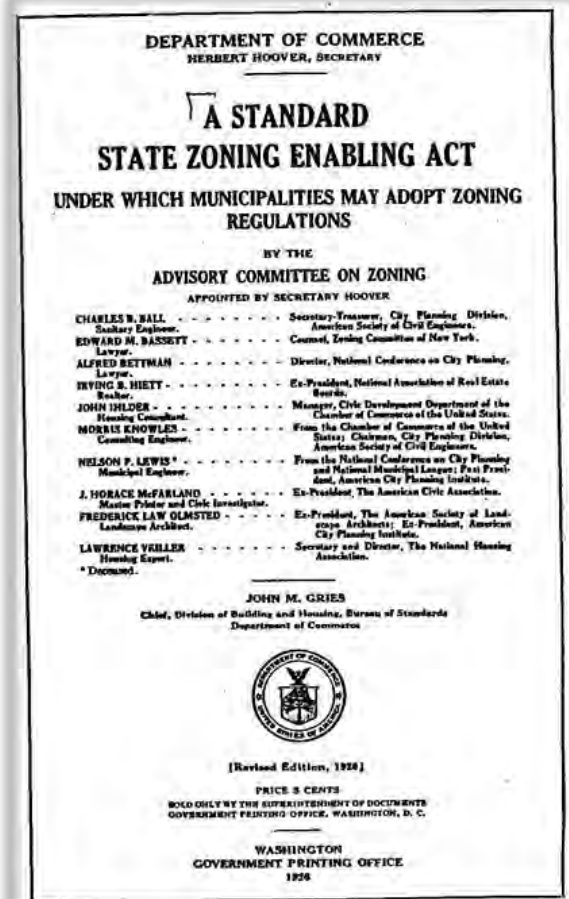 DEPARTMENT OF COMMERCE
HERBERT HOOVER, SECRETARY
A STANDARD
STATE ZONING ENABLING ACT
UNDER WHICH MUNICIPALITIES MAY ADOPT ZONING
REGULATIONS
BY THE
ADVISORY COMMITTEE ON ZONING
APPOINTED BY SECRETARY HOOVER
CHARLES B. BALL - - - - - - - - Secretary-Treasurer, City Planning Division,
Sanitary Engineer. American Society of Civil Engineers.
EDWARD M. BASSETT - - - - - - - Counsel, Zoning Committee of New York.
Lawyer.
ALFRED BETTMAN - - - - - - - - Director, National Conference on City Planning.
Lawyer.
IRVING B. HIETT - - - - - - - - - Ex-President, National Association of Real Estate
Realtor. Boards.
JOHN IHLDER - - - - - - - - - - Manager, Civic Development Department of the
Housing Consultant. Chamber of Commerce of the United States.
MORRIS KNOWLES - - - - - - - - From the Chamber of Commerce of the United
Consulting Engineer. States; Chairman, City Planning Division,
American Society of Civil Engineers.
NELSON P. LEWIS * - - - - - - - From the National Conference on City Planning
Municipal Engineer. and National Municipal League; Past Presi-
dent, American City Planning Institute.
J. HORACE McFARLAND - - - - - - Ex-President, The American Civic Association.
Master Printer and Civic Investigator.
FREDERICK LAW OLMSTED - - - - - Ex-President, The American Society of Land-
Landscape Architect. scape Architects; Ex-President, American
City Planning Institute.
LAWRENCE VEILLER - - - - - - - Secretary and Director, The National Housing
Housing Expert. Association.
* Deceased.
JOHN M. GRIES
Chief, Division of Building and Housing, Bureau of Standards
Department of Commerce
DEPARTMENT OF COMMERCE
UNITED STATES OF AMERICA
[Revised Edition, 1926]
PRICE 5 CENTS
SOLD ONLY BY THE SUPERINTENDENT OF DOCUMENTS
GOVERNMENT PRINTING OFFICE, WASHINGTON, D. C.
WASHINGTON
GOVERNMENT PRINTING OFFICE
1926